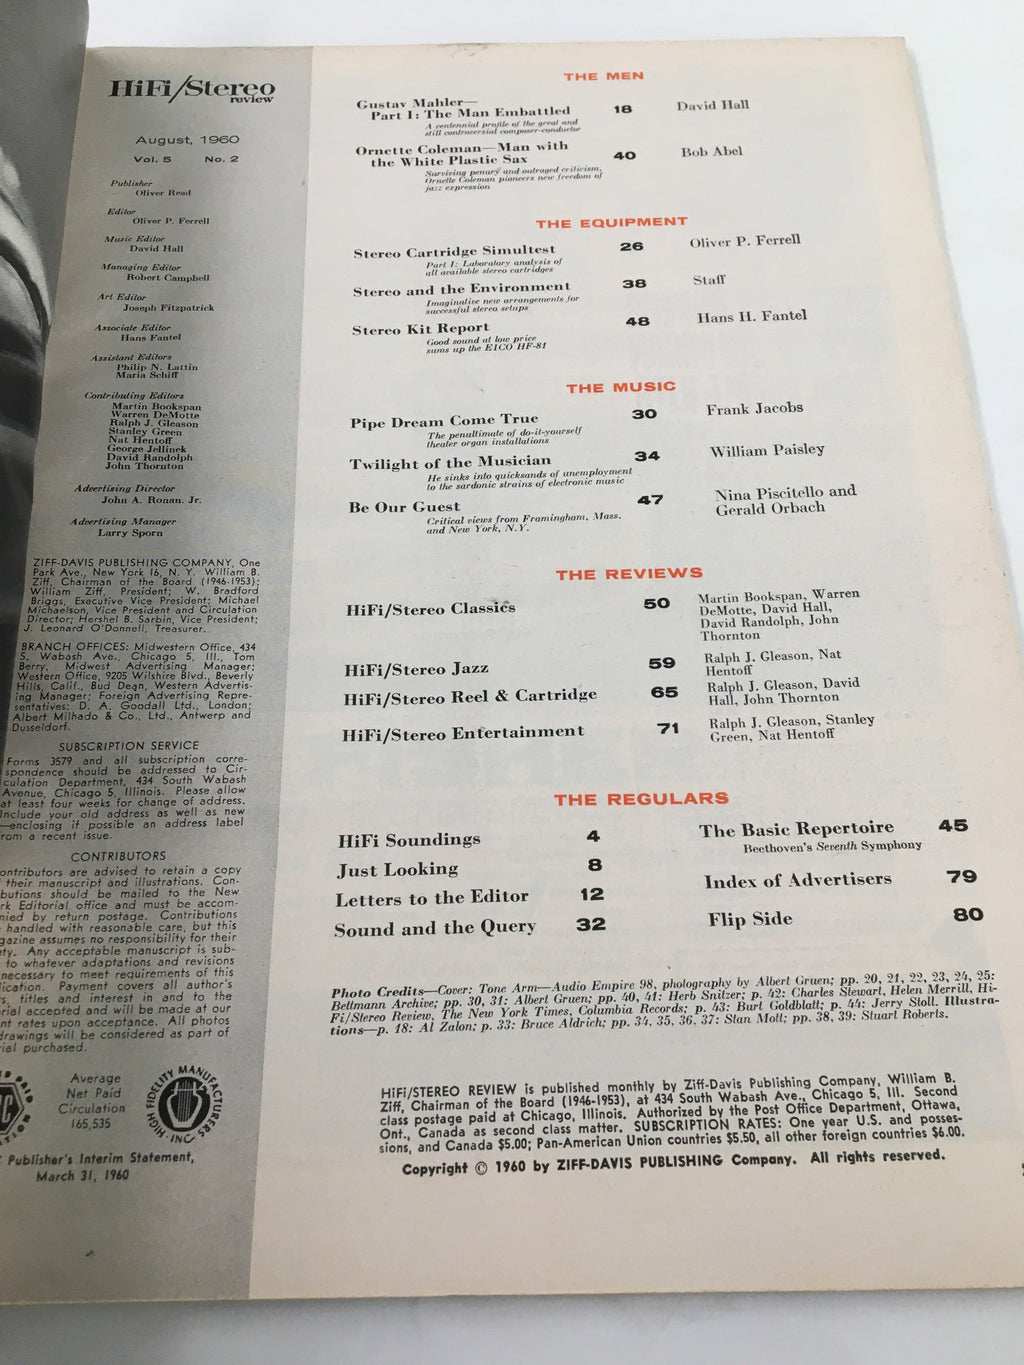 HiFi/Stereo
review
August, 1960
Vol. 5 No. 2
Publisher
Oliver Read
Editor
Oliver P. Ferrell
Music Editor
David Hall
Managing Editor
Robert Campbell
Art Editor
Joseph Fitzpatrick
Associate Editor
Hans Fantel
Assistant Editors
Philip N. Lattin
Maria Schiff
Contributing Editors
Martin Bookspan
Warren DeMotte
Ralph J. Gleason
Stanley Green
Nat Hentoff
George Jellinek
David Randolph
John Thornton
Advertising Director
John A. Ronan, Jr.
Advertising Manager
Larry Sporn
ZIFF-DAVIS PUBLISHING COMPANY, One
Park Ave., New York 16, N. Y. William B.
Ziff, Chairman of the Board (1946-1953);
William Ziff, President; W. Bradford
Briggs, Executive Vice President; Michael
Michaelson, Vice President and Circulation
Director; Hershel B. Sarbin, Vice President;
J. Leonard O'Donnell, Treasurer.
BRANCH OFFICES: Midwestern Office, 434
S. Wabash Ave., Chicago 5, Ill., Tom
Berry, Midwest Advertising Manager;
Western Office, 9205 Wilshire Blvd., Beverly
Hills, Calif., Bud Dean, Western Advertis-
ing Manager; Foreign Advertising Repre-
sentatives: D. A. Goodall Ltd., London;
Albert Milhado & Co., Ltd., Antwerp and
Dusseldorf.
SUBSCRIPTION SERVICE
Forms 3579 and all subscription corre-
spondence should be addressed to Cir-
culation Department, 434 South Wabash
Avenue, Chicago 5, Illinois. Please allow
at least four weeks for change of address.
Include your old address as well as new
—enclosing if possible an address label
rom a recent issue.
CONTRIBUTORS
ontributors are advised to retain a copy
their manuscript and illustrations. Con-
butions should be mailed to the New
rk Editorial office and must be accom-
nied by return postage. Contributions
handled with reasonable care, but this
gazine assumes no responsibility for their
ety. Any acceptable manuscript is sub-
to whatever adaptations and revisions
necessary to meet requirements of this
lication. Payment covers all author's
s, titles and interest in and to the
rial accepted and will be made at our
nt rates upon acceptance. All photos
drawings will be considered as part of
ial purchased.
Average
Net Paid
Circulation
165,535
HIGH FIDELITY MANUFACTURERS INC.
Publisher's Interim Statement,
March 31, 1960
THE MEN
Gustav Mahler—
Part I: The Man Embattled 18 David Hall
A centennial profile of the great and
still controversial composer-conductor
Ornette Coleman—Man with
the White Plastic Sax 40 Bob Abel
Surviving penury and outraged criticism,
Ornette Coleman pioneers new freedom of
jazz expression
THE EQUIPMENT
Stereo Cartridge Simultest 26 Oliver P. Ferrell
Part I: Laboratory analysis of
all available stereo cartridges
Stereo and the Environment 38 Staff
Imaginative new arrangements for
successful stereo setups
Stereo Kit Report 48 Hans H. Fantel
Good sound at low price
sums up the EICO HF-81
THE MUSIC
Pipe Dream Come True 30 Frank Jacobs
The penultimate of do-it-yourself
theater organ installations
Twilight of the Musician 34 William Paisley
He sinks into quicksands of unemployment
to the sardonic strains of electronic music
Be Our Guest 47 Nina Piscitello and
Gerald Orbach
Critical views from Framingham, Mass.
and New York, N.Y.
THE REVIEWS
HiFi/Stereo Classics 50 Martin Bookspan, Warren
DeMotte, David Hall,
David Randolph, John
Thornton
HiFi/Stereo Jazz 59 Ralph J. Gleason, Nat
Hentoff
HiFi/Stereo Reel & Cartridge 65 Ralph J. Gleason, David
Hall, John Thornton
HiFi/Stereo Entertainment 71 Ralph J. Gleason, Stanley
Green, Nat Hentoff
THE REGULARS
HiFi Soundings 4
Just Looking 8
Letters to the Editor 12
Sound and the Query 32
The Basic Repertoire 45
Beethoven's Seventh Symphony
Index of Advertisers 79
Flip Side 80
Photo Credits—Cover: Tone Arm—Audio Empire 98, photography by Albert Gruen; pp. 20, 21, 22, 23, 24, 25:
Bettmann Archive; pp. 30, 31: Albert Gruen; pp. 40, 41: Herb Snitzer; p. 42: Charles Stewart, Helen Merrill, Hi-
Fi/Stereo Review, The New York Times, Columbia Records; p. 43: Burt Goldblatt; p. 44: Jerry Stoll. Illustra-
tions—p. 18: Al Zalon; p. 33: Bruce Aldrich; pp. 34, 35, 36, 37: Stan Mott; pp. 38, 39: Stuart Roberts.
HiFi/STEREO REVIEW is published monthly by Ziff-Davis Publishing Company, William B.
Ziff, Chairman of the Board (1946-1953), at 434 South Wabash Ave., Chicago 5, Ill. Second
class postage paid at Chicago, Illinois. Authorized by the Post Office Department, Ottawa,
Ont., Canada as second class matter. SUBSCRIPTION RATES: One year U.S. and posses-
sions, and Canada $5.00; Pan-American Union countries $5.50, all other foreign countries $6.00.
Copyright © 1960 by ZIFF-DAVIS PUBLISHING Company. All rights reserved.